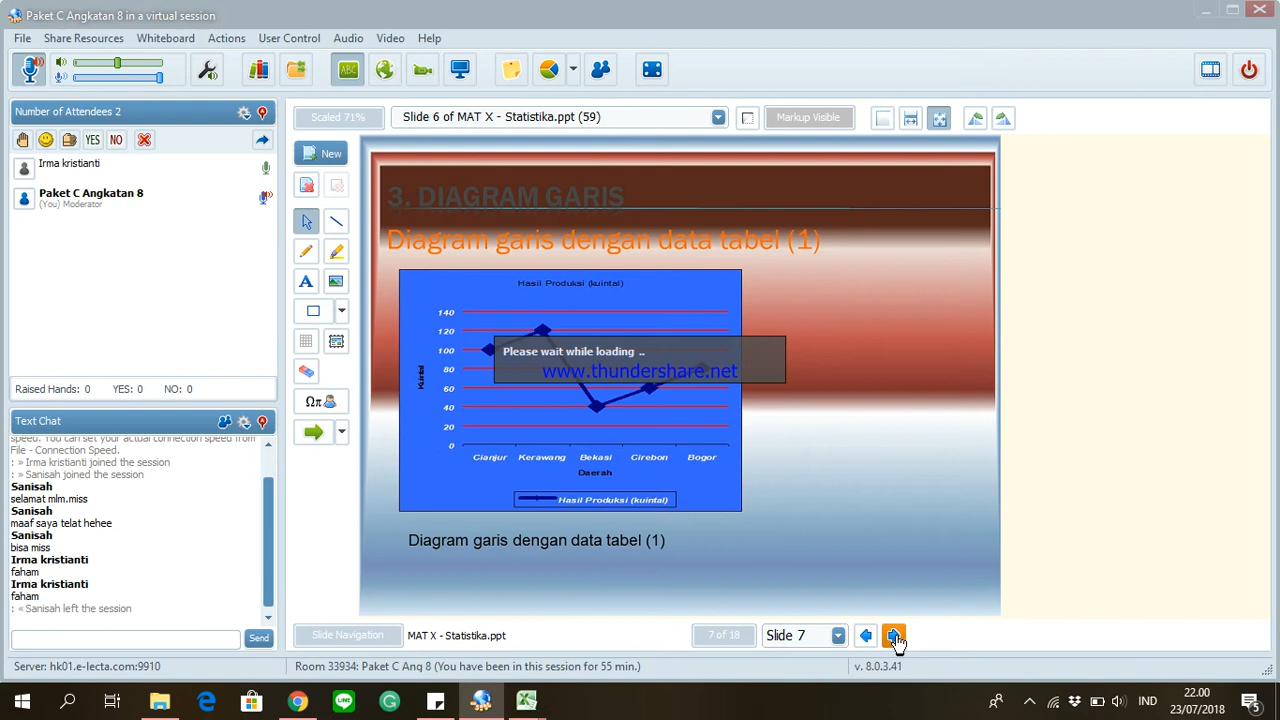 Paket C Angkatan 8 in a virtual session
File Share Resources Whiteboard Actions User Control Audio Video Help
ABC
Number of Attendees 2
YES NO
Irma kristianti
Paket C Angkatan 8
(You) Moderator
Raised Hands: 0 YES: 0 NO: 0
Text Chat
speed. You can set your actual connection speed from
File - Connection Speed.
: » Irma kristianti joined the session
: » Sanisah joined the session
Sanisah
selamat mlm.miss
Sanisah
maaf saya telat hehee
Sanisah
bisa miss
Irma kristianti
faham
Irma kristianti
faham
: « Sanisah left the session
Send
Scaled 71%
Slide 6 of MAT X - Statistika.ppt (59)
Markup Visible
New
A
Ωπ
3. DIAGRAM GARIS
Diagram garis dengan data tabel (1)
Hasil Produksi (kuintal)
140
120
100
80
60
40
20
0
Kuintal
Cianjur Kerawang Bekasi Cirebon Bogor
Daerah
Hasil Produksi (kuintal)
Please wait while loading ..
www.thundershare.net
Diagram garis dengan data tabel (1)
Slide Navigation
MAT X - Statistika.ppt
7 of 18
Slide 7
Server: hk01.e-lecta.com:9910
Room 33934: Paket C Ang 8 (You have been in this session for 55 min.)
v. 8.0.3.41
IND
22.00
23/07/2018
5